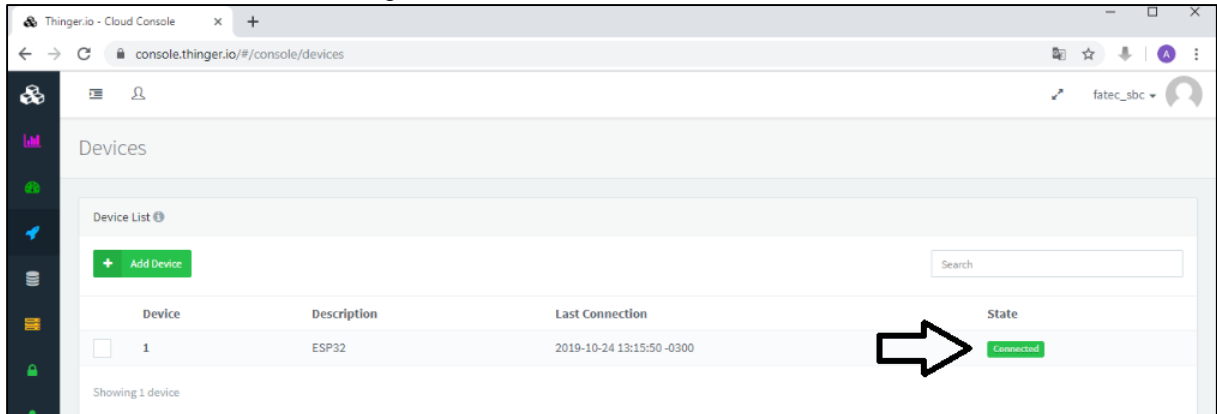 Thinger.io - Cloud Console
console.thinger.io/#/console/devices
A
fatec_sbc
Devices
Device List
Add Device
Search
Device Description Last Connection State
1 ESP32 2019-10-24 13:15:50 -0300 Connected
Showing 1 device